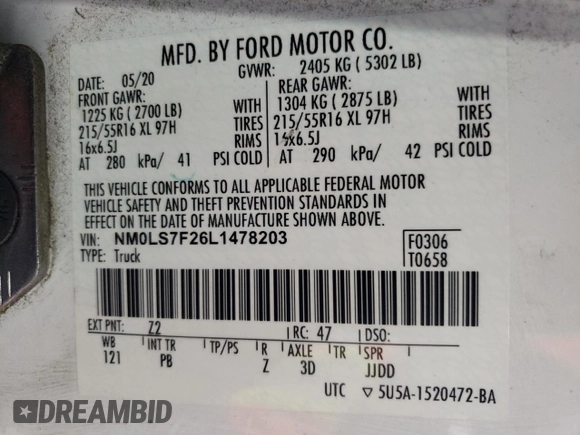 MFD. BY FORD MOTOR CO.
DATE: 05/20 GVWR: 2405 KG ( 5302 LB)
FRONT GAWR: REAR GAWR:
1225 KG ( 2700 LB) WITH 1304 KG ( 2875 LB) WITH
215/55R16 XL 97H TIRES 215/55R16 XL 97H TIRES
16x6.5J RIMS 16x6.5J RIMS
AT 280 kPa/ 41 PSI COLD AT 290 kPa/ 42 PSI COLD
THIS VEHICLE CONFORMS TO ALL APPLICABLE FEDERAL MOTOR
VEHICLE SAFETY AND THEFT PREVENTION STANDARDS IN
EFFECT ON THE DATE OF MANUFACTURE SHOWN ABOVE.
VIN: NM0LS7F26L1478203 F0306
TYPE: Truck T0658
EXT PNT: Z2 RC: 47 DSO:
WB INT TR TP/PS R AXLE TR SPR
121 PB Z 3D JJDD
UTC 5U5A-1520472-BA
DREAMBID